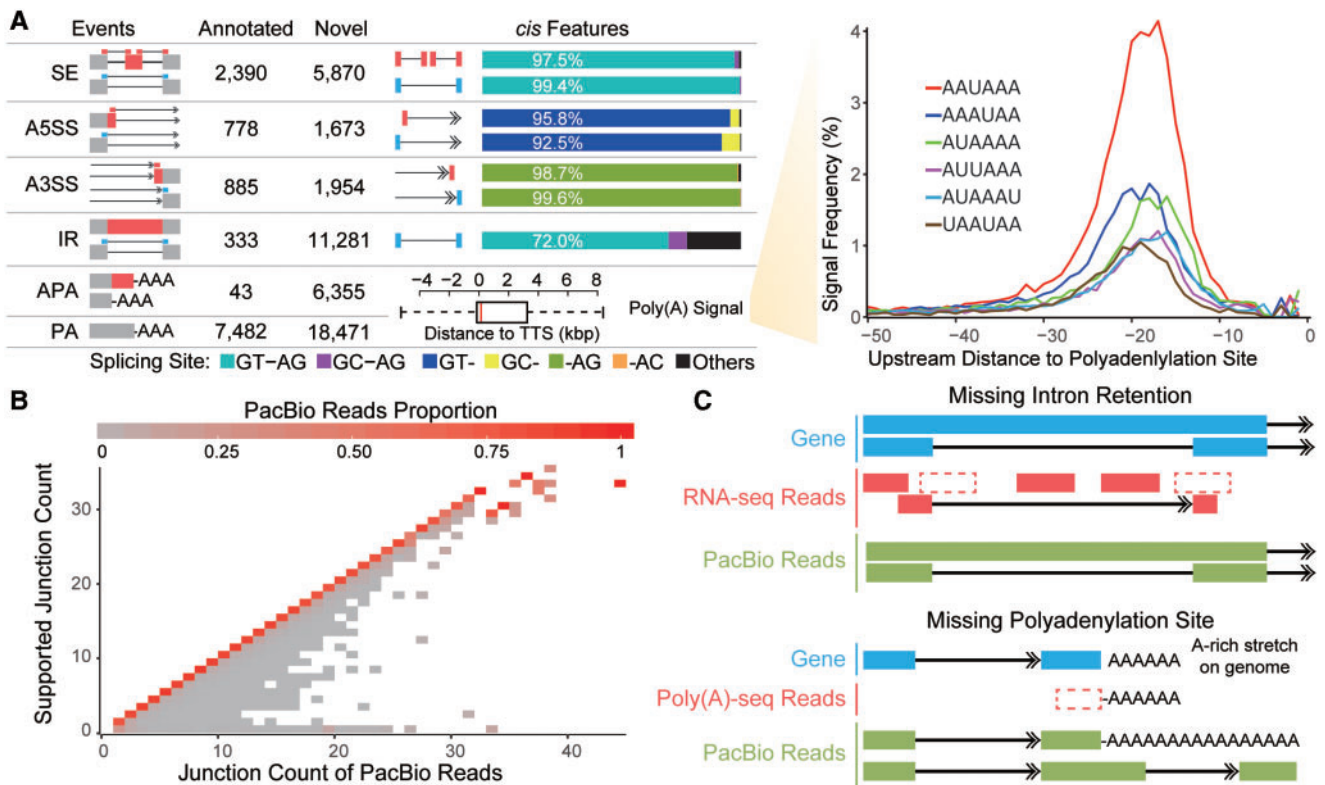 A
Events Annotated Novel cis Features
SE 2,390 5,870 97.5%
99.4%
A5SS 778 1,673 95.8%
92.5%
A3SS 885 1,954 98.7%
99.6%
IR 333 11,281 72.0%
APA -AAA 43 6,355
-AAA
−4 −2 0 2 4 6 8
Poly(A) Signal
PA -AAA 7,482 18,471 Distance to TTS (kbp)
Splicing Site: GT−AG GC−AG GT- GC- -AG -AC Others
Signal Frequency (%)
4
3
2
1
0
AAUAAA
AAAUAA
AUAAAA
AUUAAA
AUAAAU
UAAUAA
−50 −40 −30 −20 −10 0
Upstream Distance to Polyadenlylation Site
B
PacBio Reads Proportion
0 0.25 0.50 0.75 1
Supported Junction Count
30
20
10
0
0 10 20 30 40
Junction Count of PacBio Reads
C
Missing Intron Retention
Gene
RNA-seq Reads
PacBio Reads
Missing Polyadenylation Site
Gene AAAAAA A-rich stretch
on genome
Poly(A)-seq Reads -AAAAAA
PacBio Reads -AAAAAAAAAAAAAAA